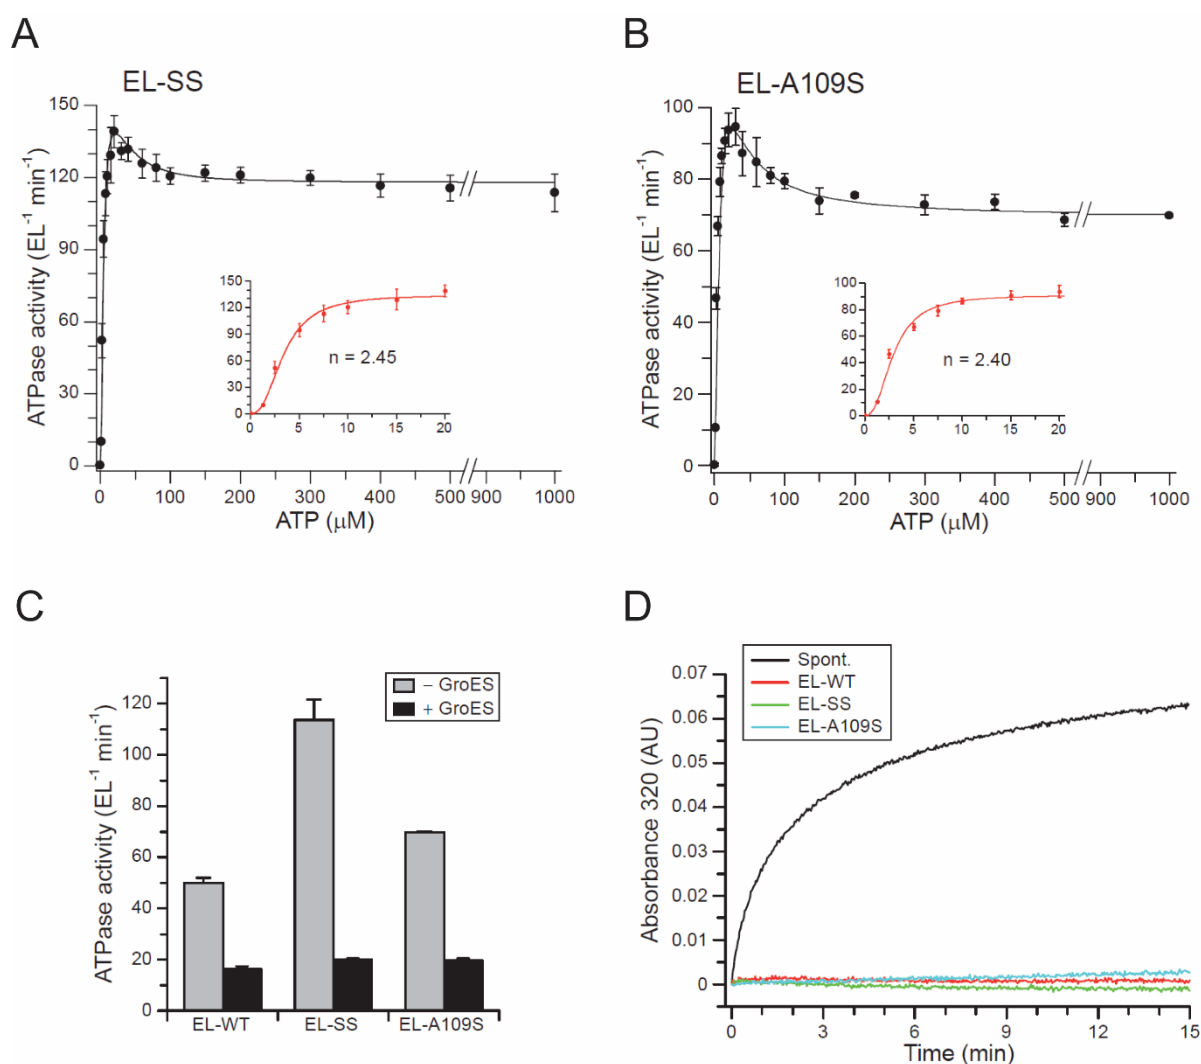 A
EL-SS
ATPase activity (EL⁻¹ min⁻¹)
150
120
90
60
30
0
0 100 200 300 400 500 900 1000
ATP (μM)
150
120
90
60
30
0
0 5 10 15 20
n = 2.45
B
EL-A109S
ATPase activity (EL⁻¹ min⁻¹)
100
80
60
40
20
0
0 100 200 300 400 500 900 1000
ATP (μM)
100
80
60
40
20
0
0 5 10 15 20
n = 2.40
C
ATPase activity (EL⁻¹ min⁻¹)
120
100
80
60
40
20
0
– GroES
+ GroES
EL-WT EL-SS EL-A109S
D
Spont.
EL-WT
EL-SS
EL-A109S
Absorbance 320 (AU)
0.07
0.06
0.05
0.04
0.03
0.02
0.01
0
0 3 6 9 12 15
Time (min)